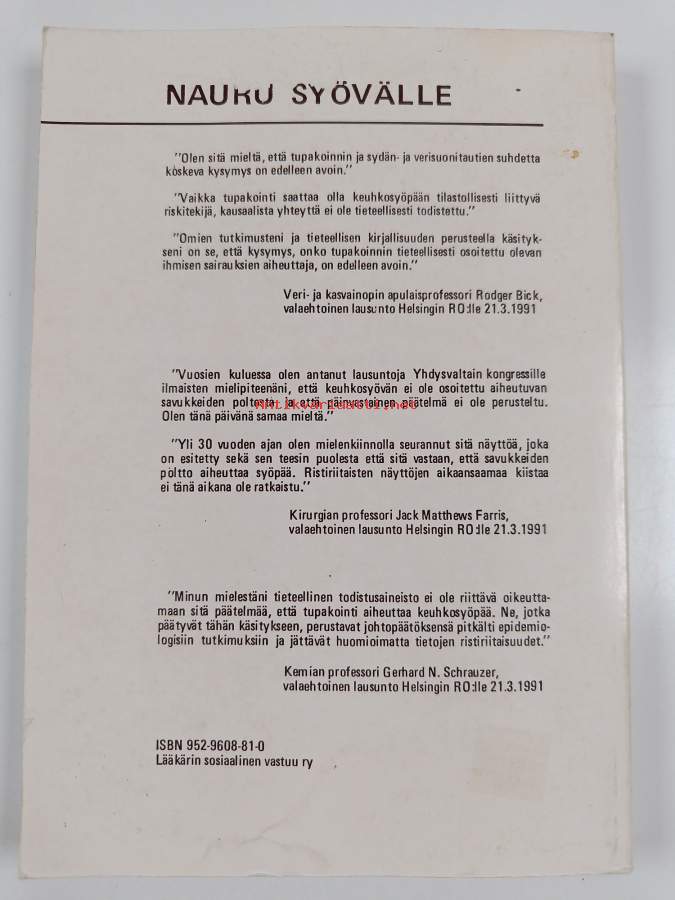 NAURU SYÖVÄLLE
"Olen sitä mieltä, että tupakoinnin ja sydän- ja verisuonitautien suhdetta
koskeva kysymys on edelleen avoin."
"Vaikka tupakointi saattaa olla keuhkosyöpään tilastollisesti liittyvä
riskitekijä, kausaalista yhteyttä ei ole tieteellisesti todistettu."
"Omien tutkimusteni ja tieteellisen kirjallisuuden perusteella käsityk-
seni on se, että kysymys, onko tupakoinnin tieteellisesti osoitettu olevan
ihmisen sairauksien aiheuttaja, on edelleen avoin."
Veri- ja kasvainopin apulaisprofessori Rodger Bick,
valaehtoinen lausunto Helsingin RO:lle 21.3.1991
"Vuosien kuluessa olen antanut lausuntoja Yhdysvaltain kongressille
ilmaisten mielipiteenäni, että keuhkosyövän ei ole osoitettu aiheutuvan
savukkeiden poltosta ja että päinvastainen päätelmä ei ole perusteltu.
Antikvariaatti.net
Olen tänä päivänä samaa mieltä."
"Yli 30 vuoden ajan olen mielenkiinnolla seurannut sitä näyttöä, joka
on esitetty sekä sen teesin puolesta että sitä vastaan, että savukkeiden
poltto aiheuttaa syöpää. Ristiriitaisten näyttöjen aikaansaamaa kiistaa
ei tänä aikana ole ratkaistu."
Kirurgian professori Jack Matthews Farris,
valaehtoinen lausunto Helsingin RO:lle 21.3.1991
"Minun mielestäni tieteellinen todistusaineisto ei ole riittävä oikeutta-
maan sitä päätelmää, että tupakointi aiheuttaa keuhkosyöpää. Ne, jotka
päätyvät tähän käsitykseen, perustavat johtopäätöksensä pitkälti epidemio-
logisiin tutkimuksiin ja jättävät huomioimatta tietojen ristiriitaisuudet."
Kemian professori Gerhard N. Schrauzer,
valaehtoinen lausunto Helsingin RO:lle 21.3.1991
ISBN 952-9608-81-0
Lääkärin sosiaalinen vastuu ry